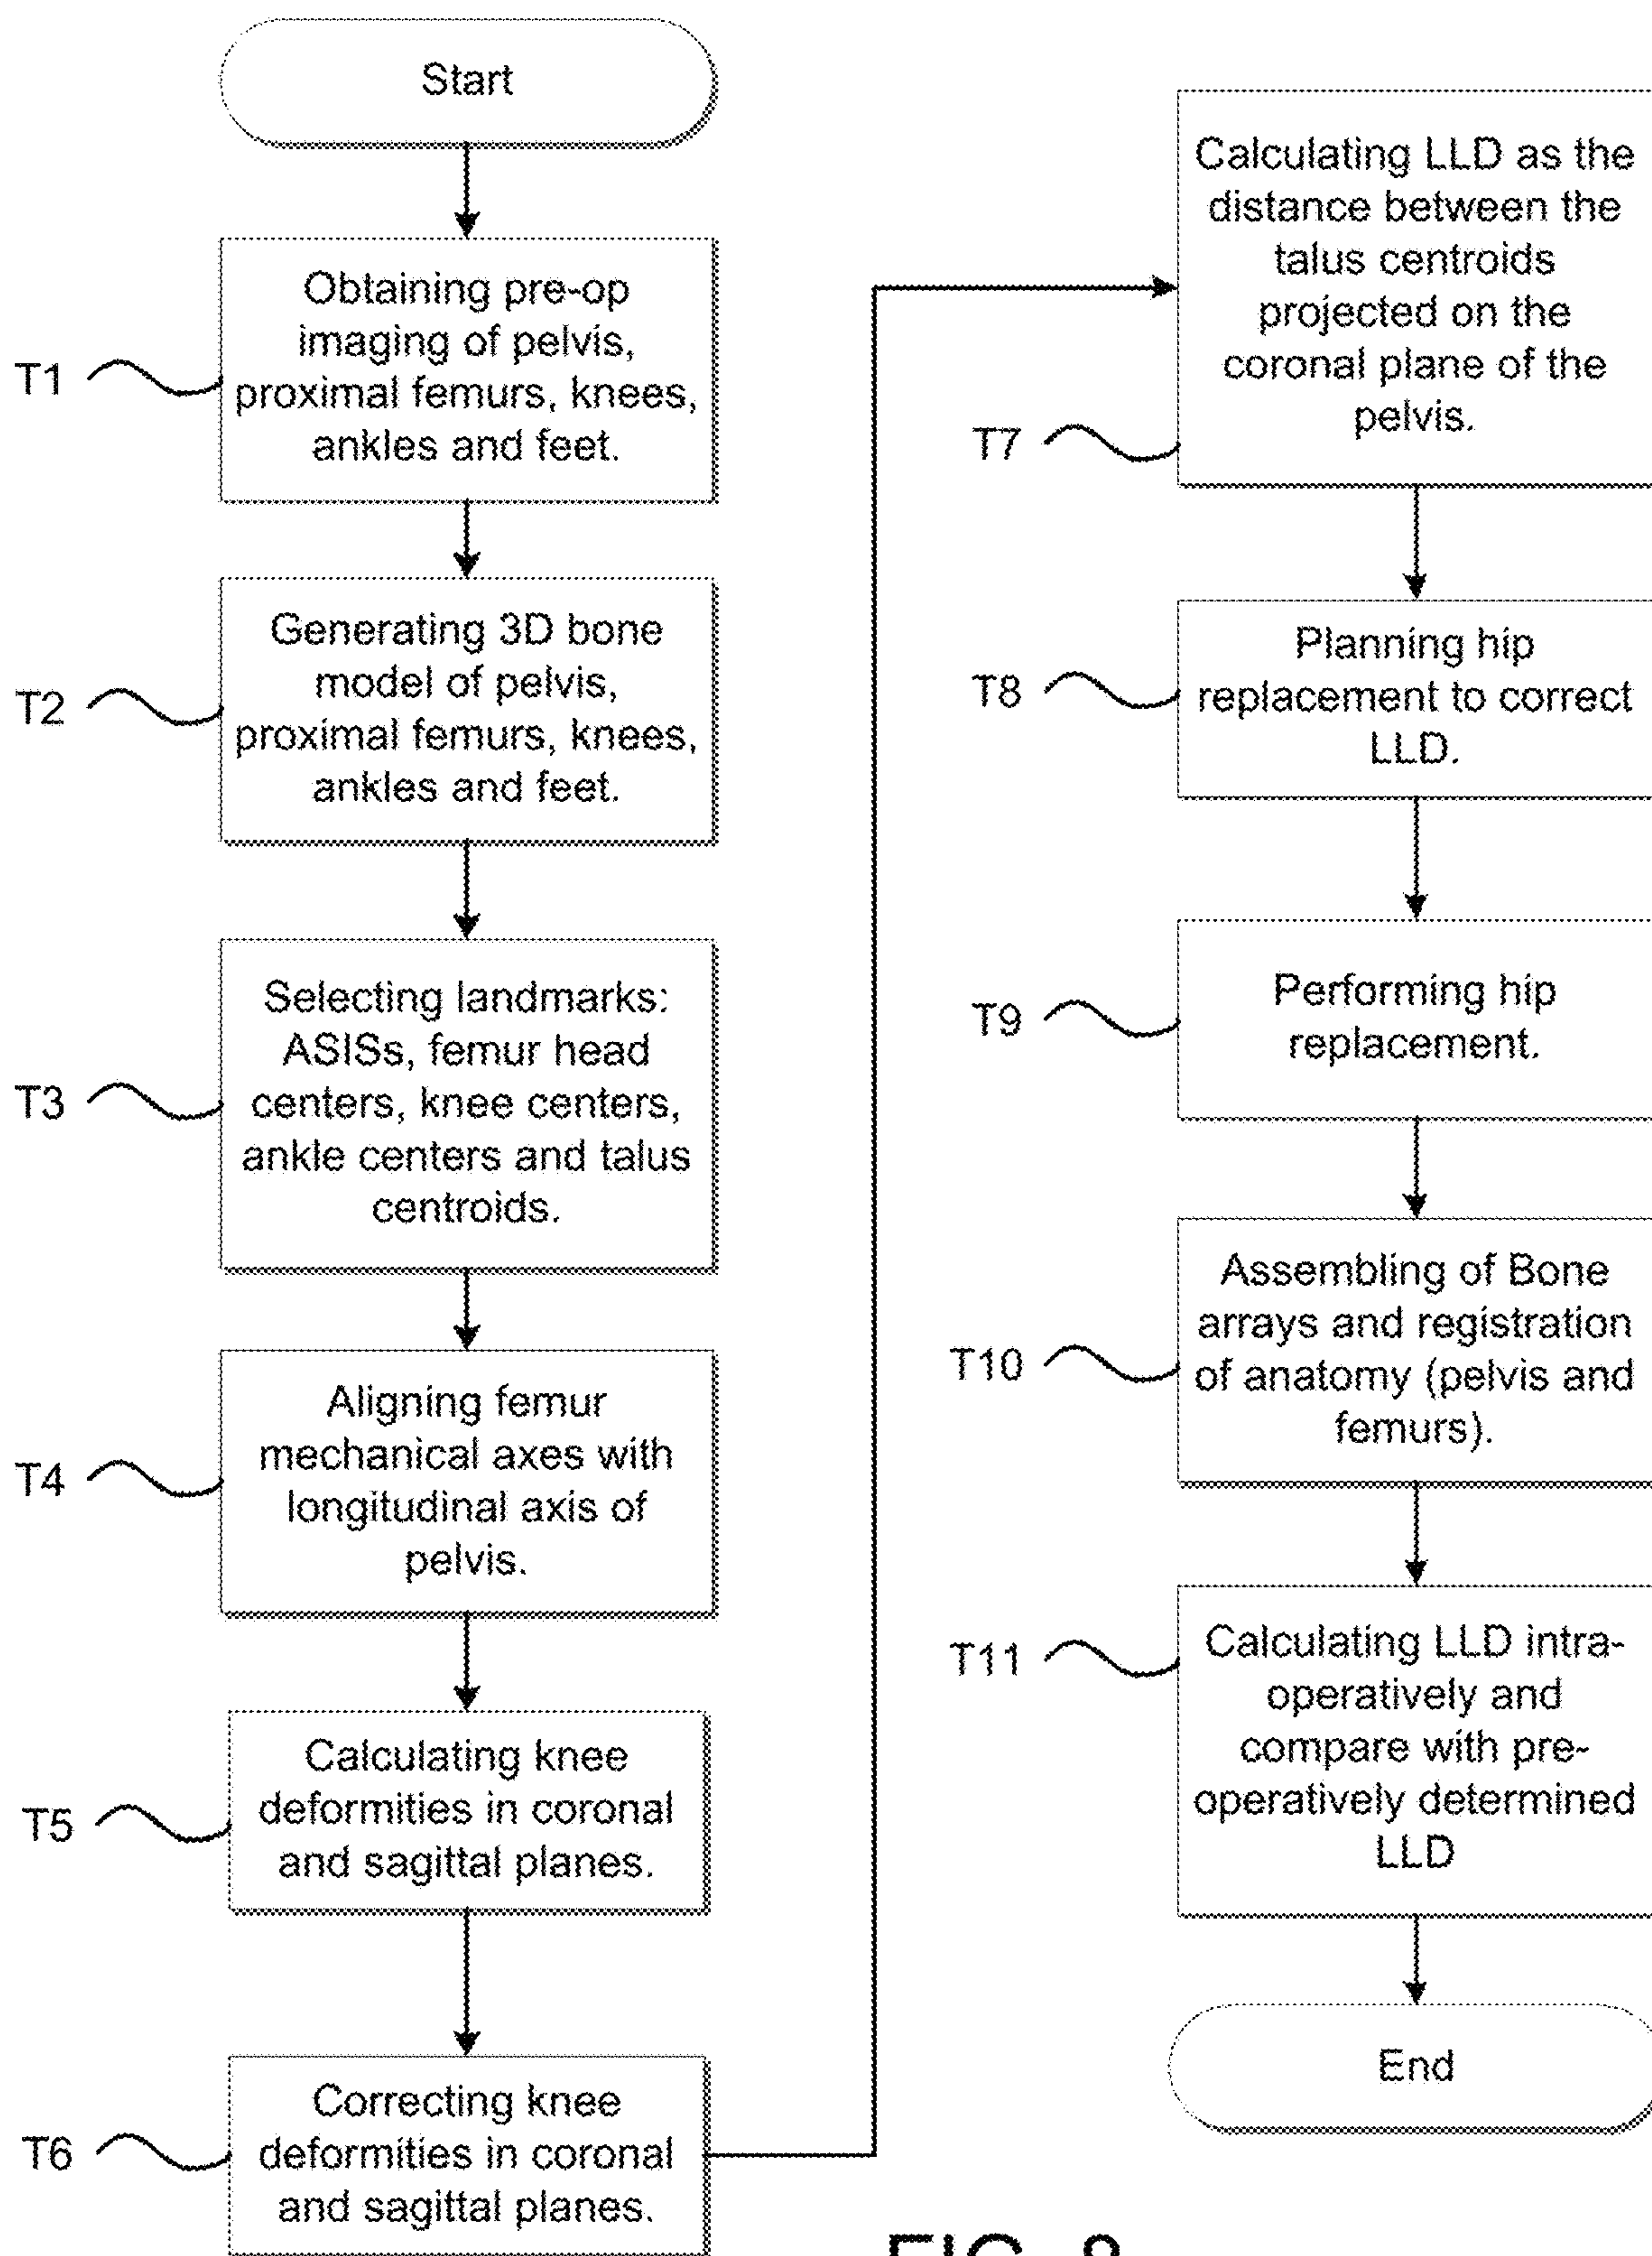 Start
T1
Obtaining pre-op
imaging of pelvis,
proximal femurs, knees,
ankles and feet.
T2
Generating 3D bone
model of pelvis,
proximal femurs, knees,
ankles and feet.
T3
Selecting landmarks:
ASISs, femur head
centers, knee centers,
ankle centers and talus
centroids.
T4
Aligning femur
mechanical axes with
longitudinal axis of
pelvis.
T5
Calculating knee
deformities in coronal
and sagittal planes.
T6
Correcting knee
deformities in coronal
and sagittal planes.
T7
Calculating LLD as the
distance between the
talus centroids
projected on the
coronal plane of the
pelvis.
T8
Planning hip
replacement to correct
LLD.
T9
Performing hip
replacement.
T10
Assembling of Bone
arrays and registration
of anatomy (pelvis and
femurs).
T11
Calculating LLD intra-
operatively and
compare with pre-
operatively determined
LLD
End
FIG. 8